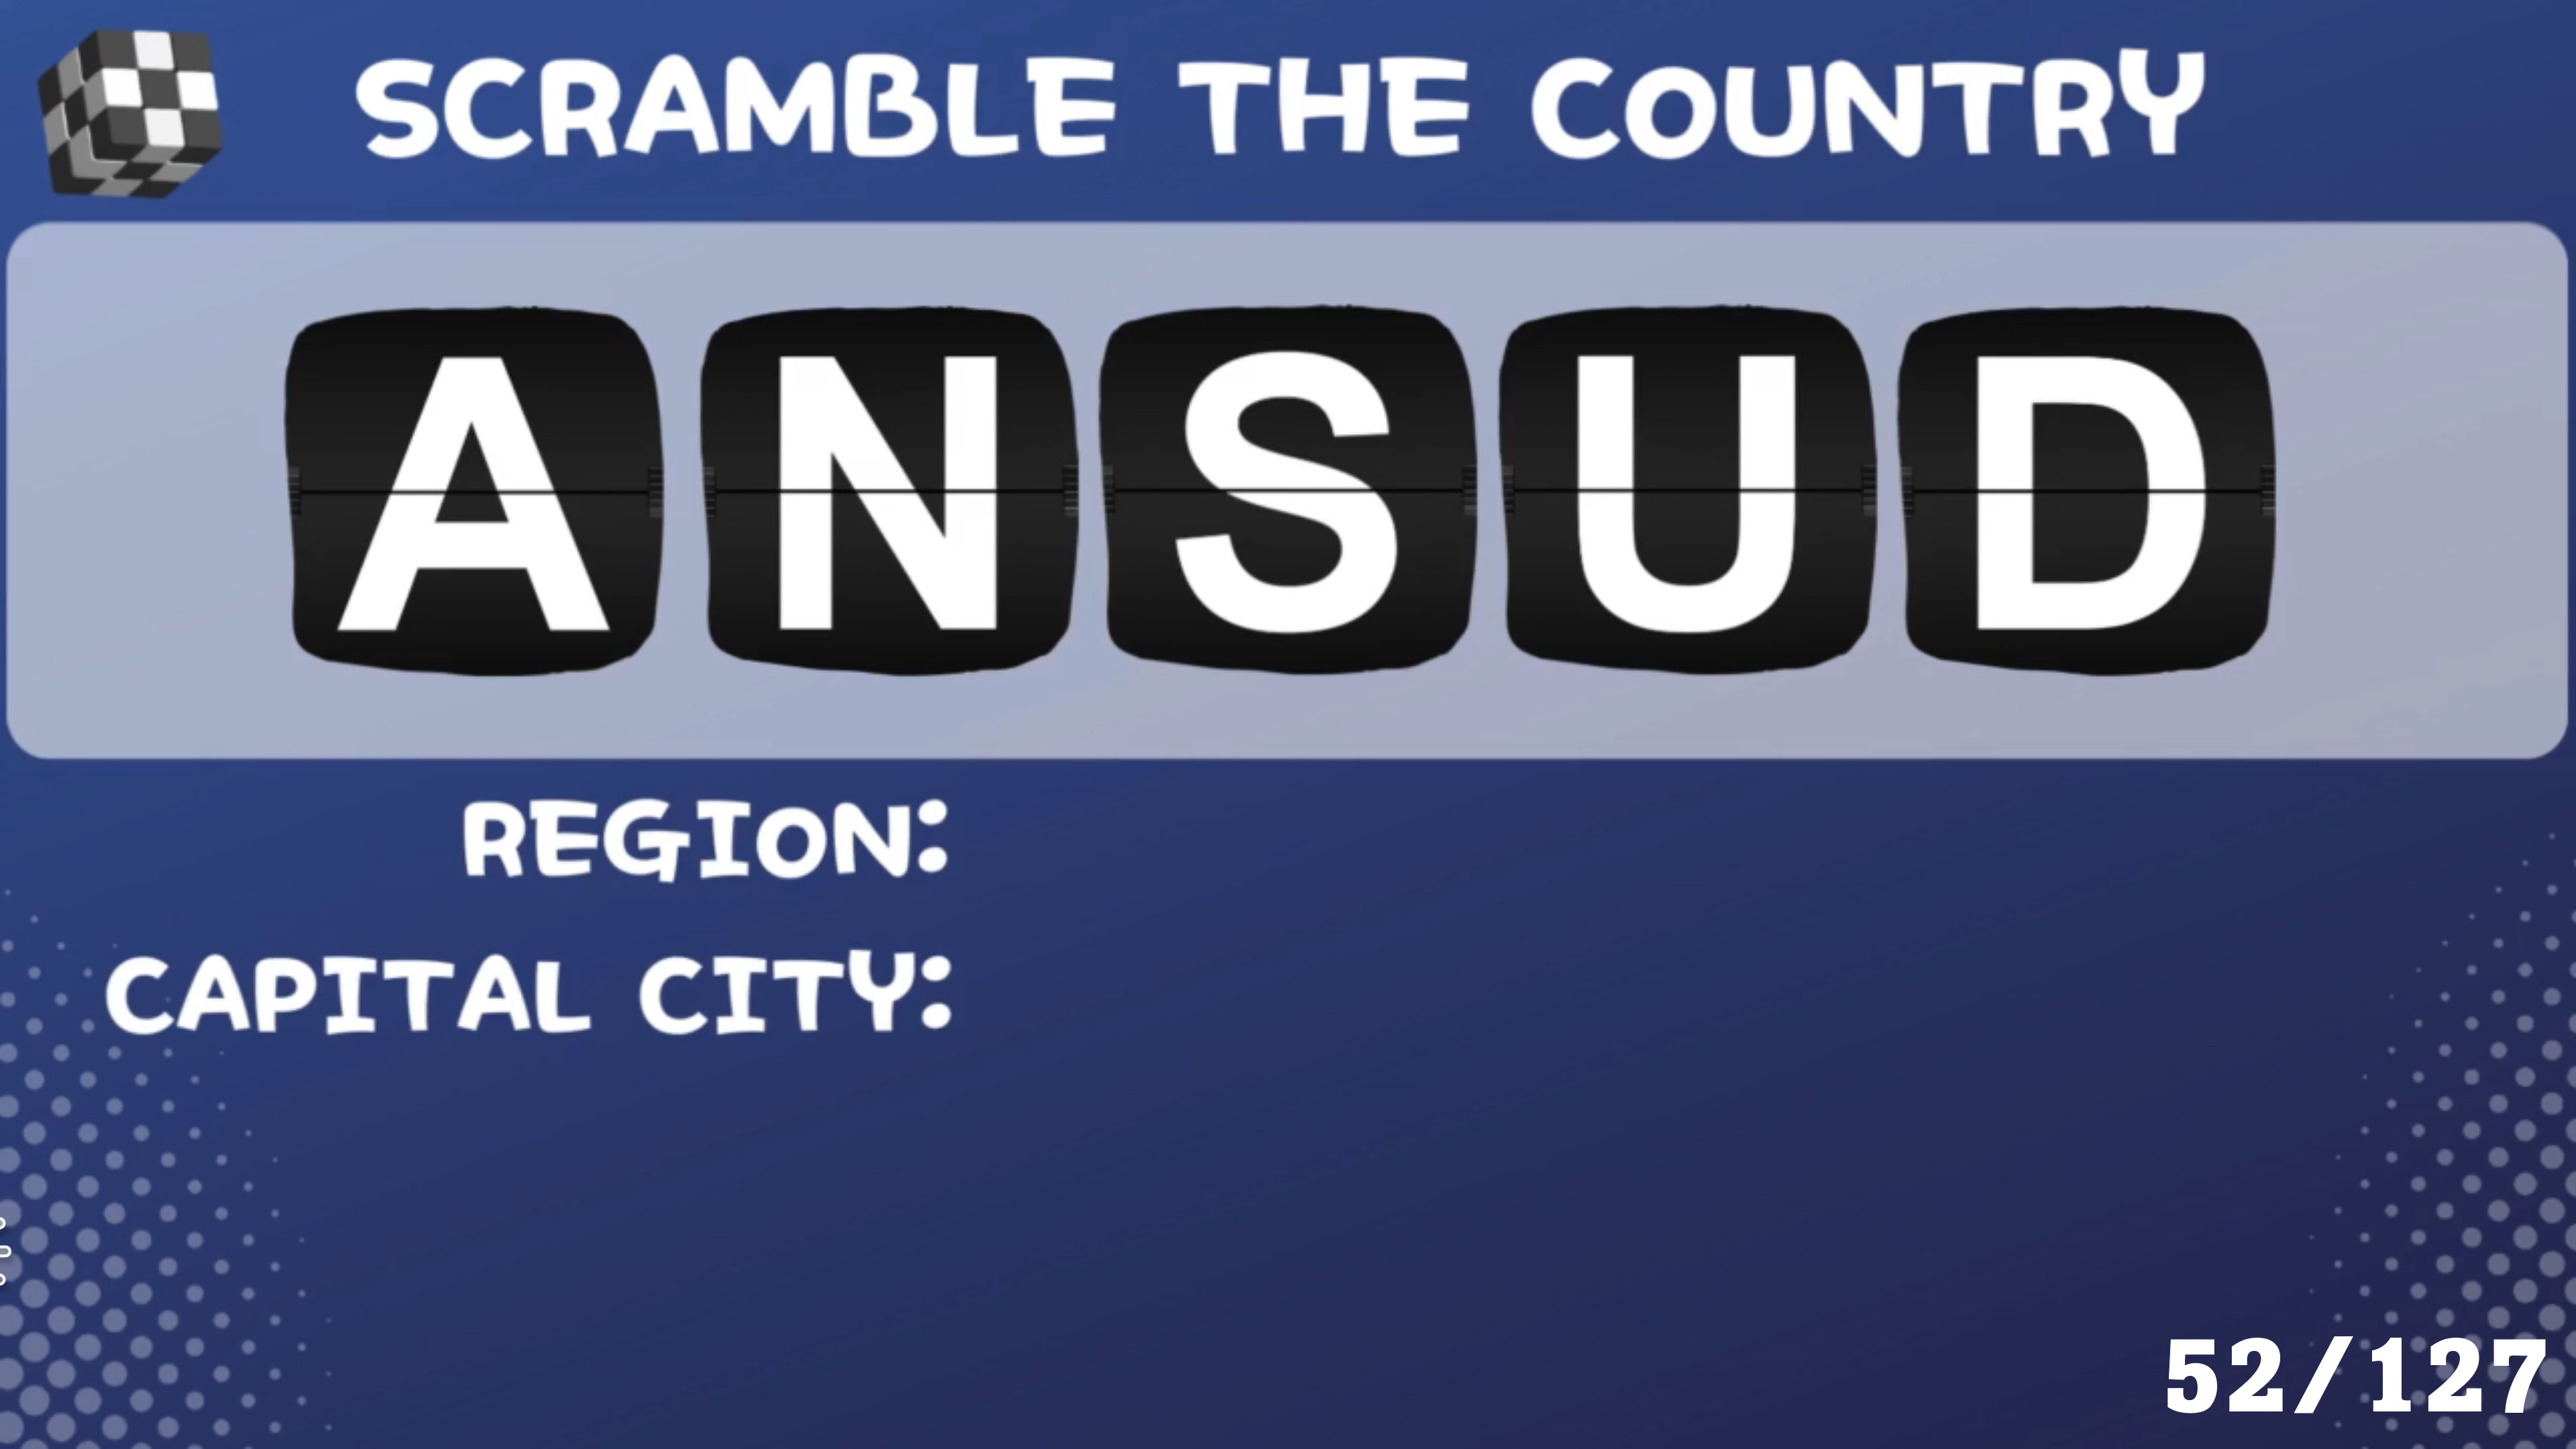 SCRAMBLE THE COUNTRY
ANSUD
REGION:
CAPITAL CITY:
52/127